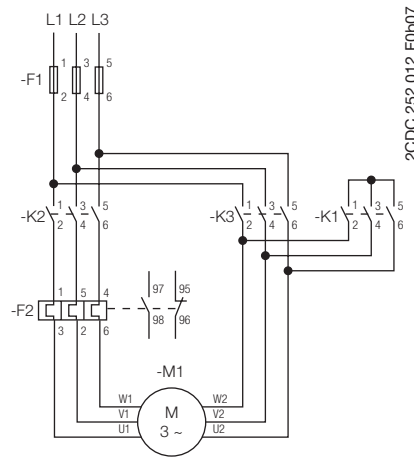 L1 L2 L3
2CDC 252 012 F0b07
-F1 1 3 5
2 4 6
-K2 1 3 5
2 4 6
-K3 1 3 5
2 4 6
-K1 1 3 5
2 4 6
-F2 1 5 4
3 2 6
97 95
98 96
-M1
W1 W2
V1 M V2
U1 3 ~ U2